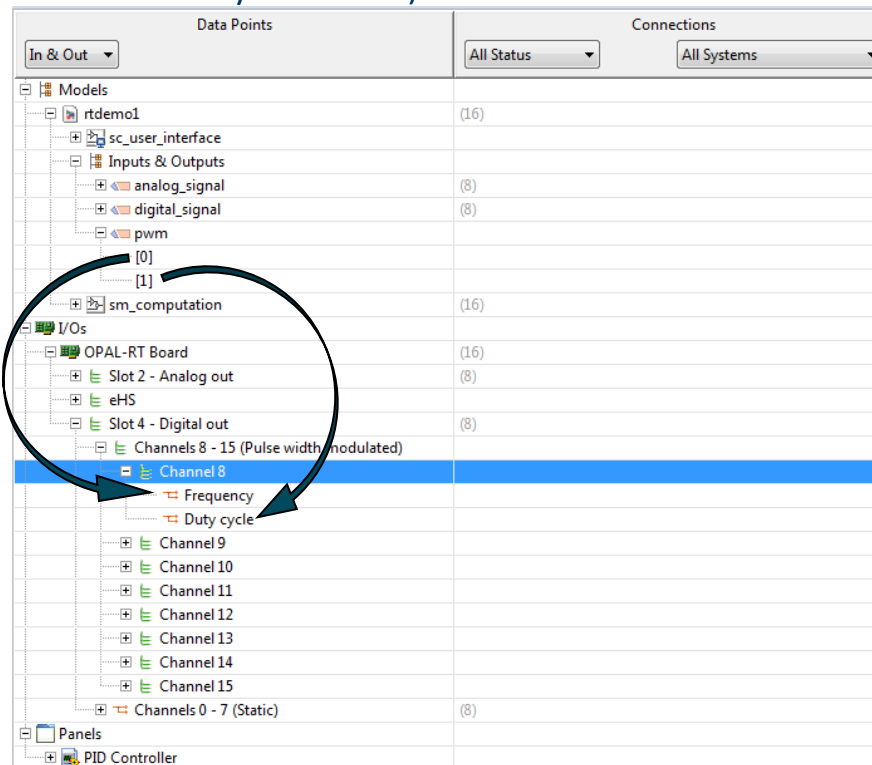 Data Points Connections
In & Out All Status All Systems
Models
rtdemo1 (16)
sc_user_interface
Inputs & Outputs
analog_signal (8)
digital_signal (8)
pwm
[0]
[1]
sm_computation (16)
I/Os
OPAL-RT Board (16)
Slot 2 - Analog out (8)
eHS
Slot 4 - Digital out (8)
Channels 8 - 15 (Pulse width modulated)
Channel 8
Frequency
Duty cycle
Channel 9
Channel 10
Channel 11
Channel 12
Channel 13
Channel 14
Channel 15
Channels 0 - 7 (Static) (8)
Panels
PID Controller